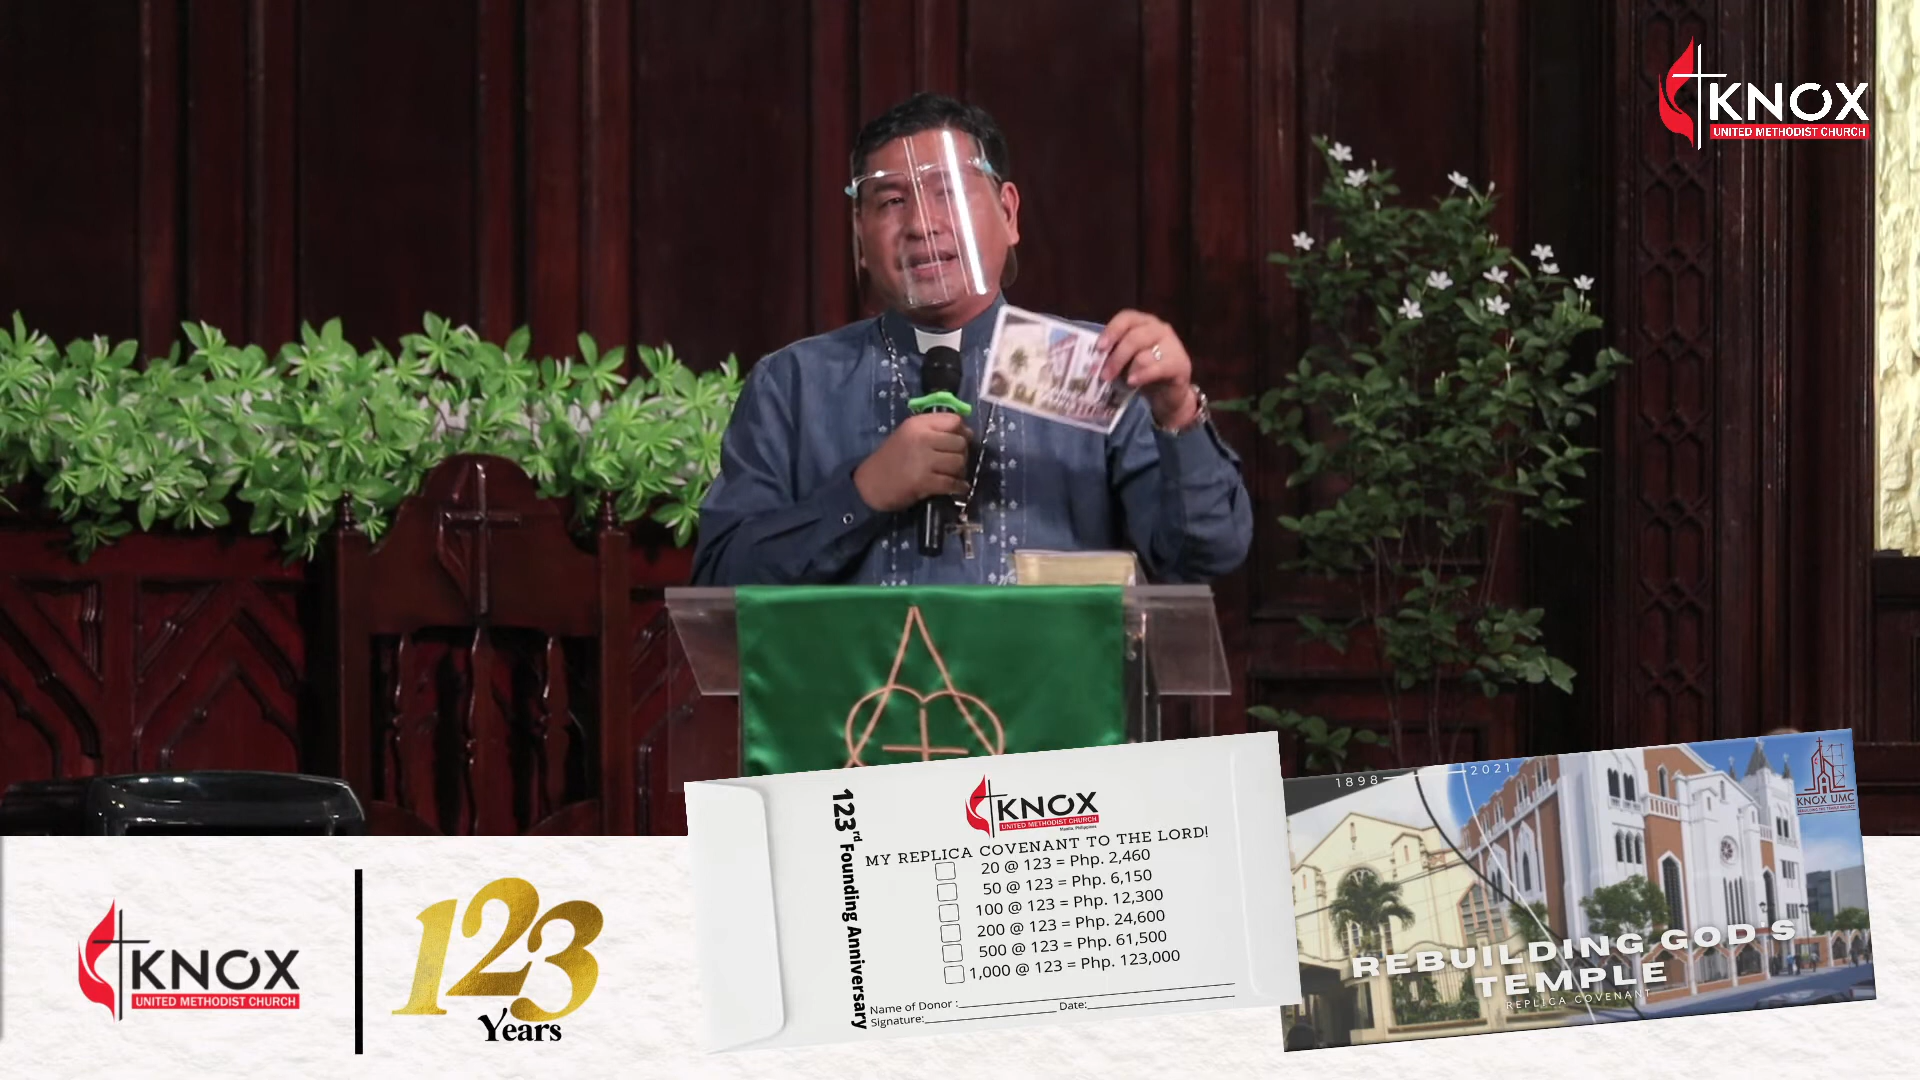 KNOX
UNITED METHODIST CHURCH
KNOX
UNITED METHODIST CHURCH
123
Years
123rd Founding Anniversary
KNOX
UNITED METHODIST CHURCH
Manila, Philippines
MY REPLICA COVENANT TO THE LORD!
20 @ 123 = Php. 2,460
50 @ 123 = Php. 6,150
100 @ 123 = Php. 12,300
200 @ 123 = Php. 24,600
500 @ 123 = Php. 61,500
1,000 @ 123 = Php. 123,000
Name of Donor : Date:
Signature:
1898 2021
KNOX UMC
REBUILDING GOD'S
TEMPLE
REPLICA COVENANT